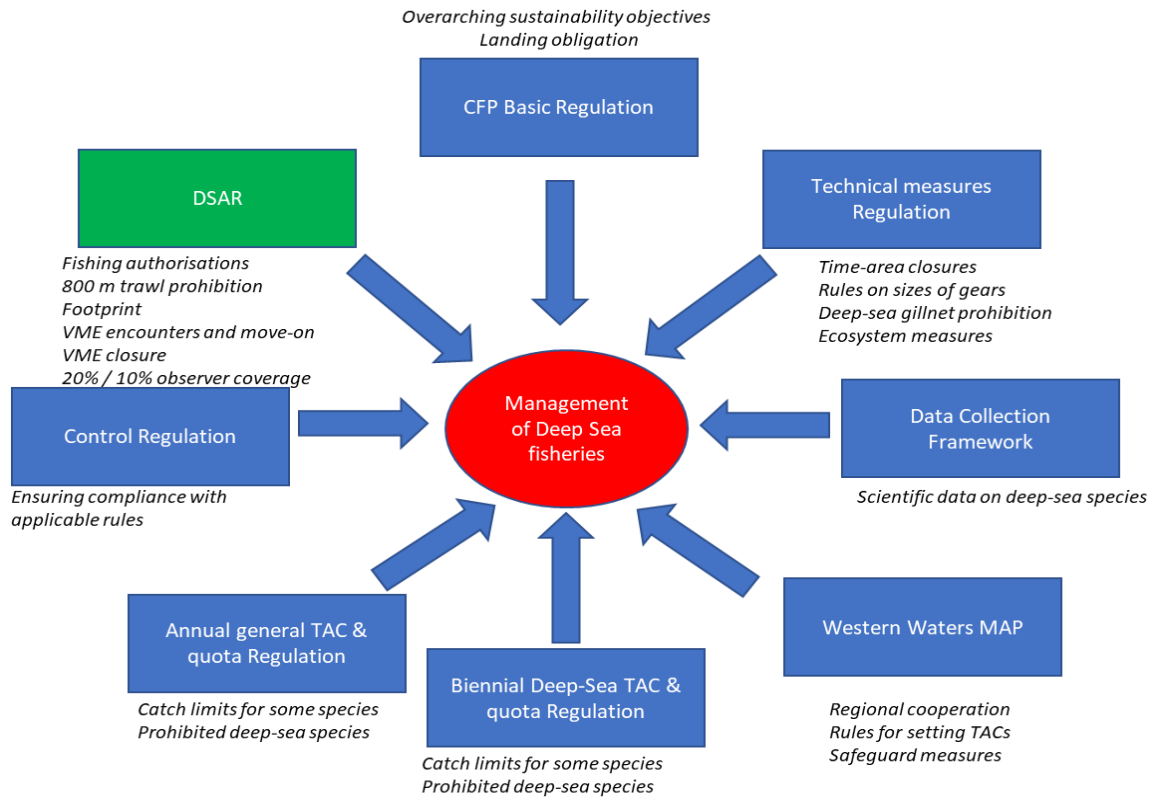 Overarching sustainability objectives
Landing obligation
CFP Basic Regulation
DSAR
Fishing authorisations
800 m trawl prohibition
Footprint
VME encounters and move-on
VME closure
20% / 10% observer coverage
Technical measures
Regulation
Time-area closures
Rules on sizes of gears
Deep-sea gillnet prohibition
Ecosystem measures
Management
of Deep Sea
fisheries
Control Regulation
Ensuring compliance with
applicable rules
Data Collection
Framework
Scientific data on deep-sea species
Annual general TAC &
quota Regulation
Catch limits for some species
Prohibited deep-sea species
Biennial Deep-Sea TAC &
quota Regulation
Catch limits for some species
Prohibited deep-sea species
Western Waters MAP
Regional cooperation
Rules for setting TACs
Safeguard measures